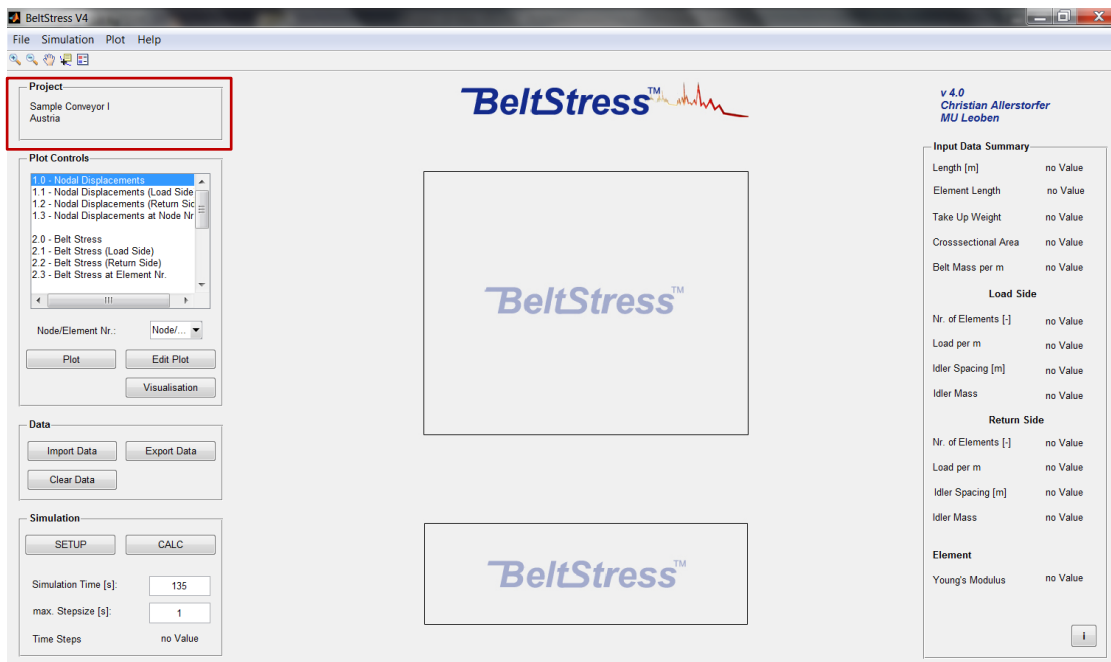 BeltStress V4
File Simulation Plot Help
Project
Sample Conveyor I
Austria
BeltStress™
v 4.0
Christian Allerstorfer
MU Leoben
Plot Controls
1.0 - Nodal Displacements
1.1 - Nodal Displacements (Load Side
1.2 - Nodal Displacements (Return Sid
1.3 - Nodal Displacements at Node Nr
2.0 - Belt Stress
2.1 - Belt Stress (Load Side)
2.2 - Belt Stress (Return Side)
2.3 - Belt Stress at Element Nr.
Node/Element Nr.: Node/...
Plot Edit Plot
Visualisation
Data
Import Data Export Data
Clear Data
Simulation
SETUP CALC
Simulation Time [s]: 135
max. Stepsize [s]: 1
Time Steps no Value
BeltStress™
BeltStress™
Input Data Summary
Length [m] no Value
Element Length no Value
Take Up Weight no Value
Crosssectional Area no Value
Belt Mass per m no Value
Load Side
Nr. of Elements [-] no Value
Load per m no Value
Idler Spacing [m] no Value
Idler Mass no Value
Return Side
Nr. of Elements [-] no Value
Load per m no Value
Idler Spacing [m] no Value
Idler Mass no Value
Element
Young's Modulus no Value
i